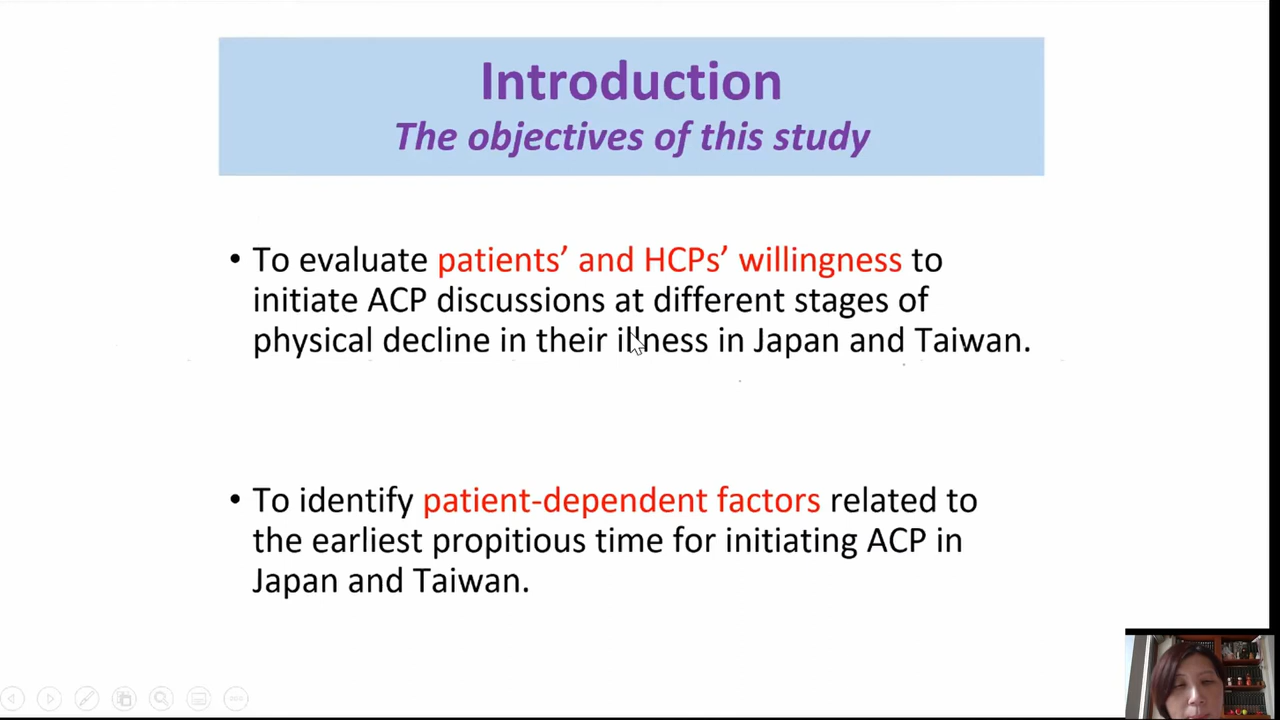 Introduction
The objectives of this study
• To evaluate patients’ and HCPs’ willingness to
initiate ACP discussions at different stages of
physical decline in their illness in Japan and Taiwan.
• To identify patient-dependent factors related to
the earliest propitious time for initiating ACP in
Japan and Taiwan.